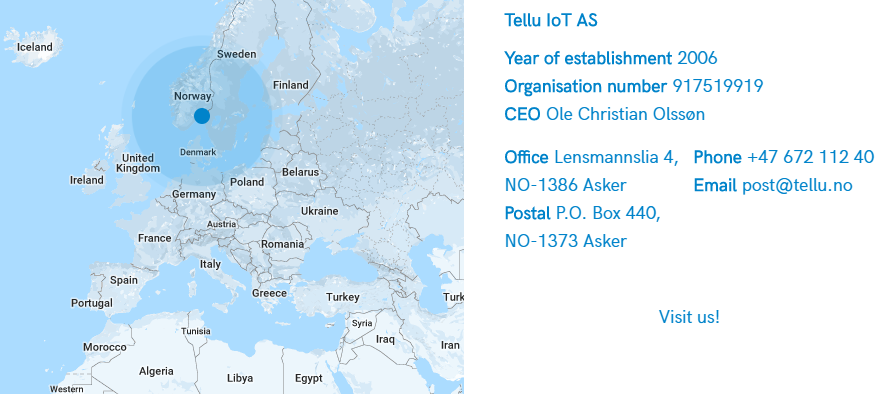 Iceland
Sweden
Finland
Norway
Denmark
United
Kingdom
Ireland
Belarus
Poland
Germany
Ukraine
Austria
France
Romania
Italy
Spain
Greece
Portugal
Turkey
Turk
Syria
Tunisia
Iraq
Morocco
Iran
Algeria
Libya
Egypt
Western
Tellu IoT AS
Year of establishment 2006
Organisation number 917519919
CEO Ole Christian Olssøn
Office Lensmannslia 4,
NO-1386 Asker
Postal P.O. Box 440,
NO-1373 Asker
Phone +47 672 112 40
Email post@tellu.no
Visit us!